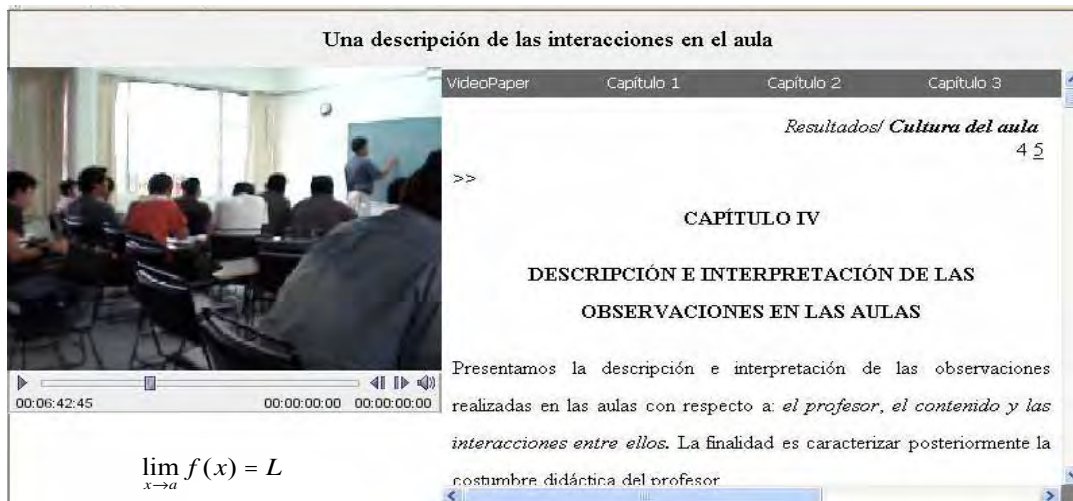 Una descripción de las interacciones en el aula
VideoPaper Capítulo 1 Capítulo 2 Capítulo 3
Resultados/ Cultura del aula
4 5
>>
CAPÍTULO IV
DESCRIPCIÓN E INTERPRETACIÓN DE LAS
OBSERVACIONES EN LAS AULAS
Presentamos la descripción e interpretación de las observaciones
realizadas en las aulas con respecto a: el profesor, el contenido y las
interacciones entre ellos. La finalidad es caracterizar posteriormente la
costumbre didáctica del profesor
00:06:42:45 00:00:00:00 00:00:00:00
lim f(x) = L
x→a